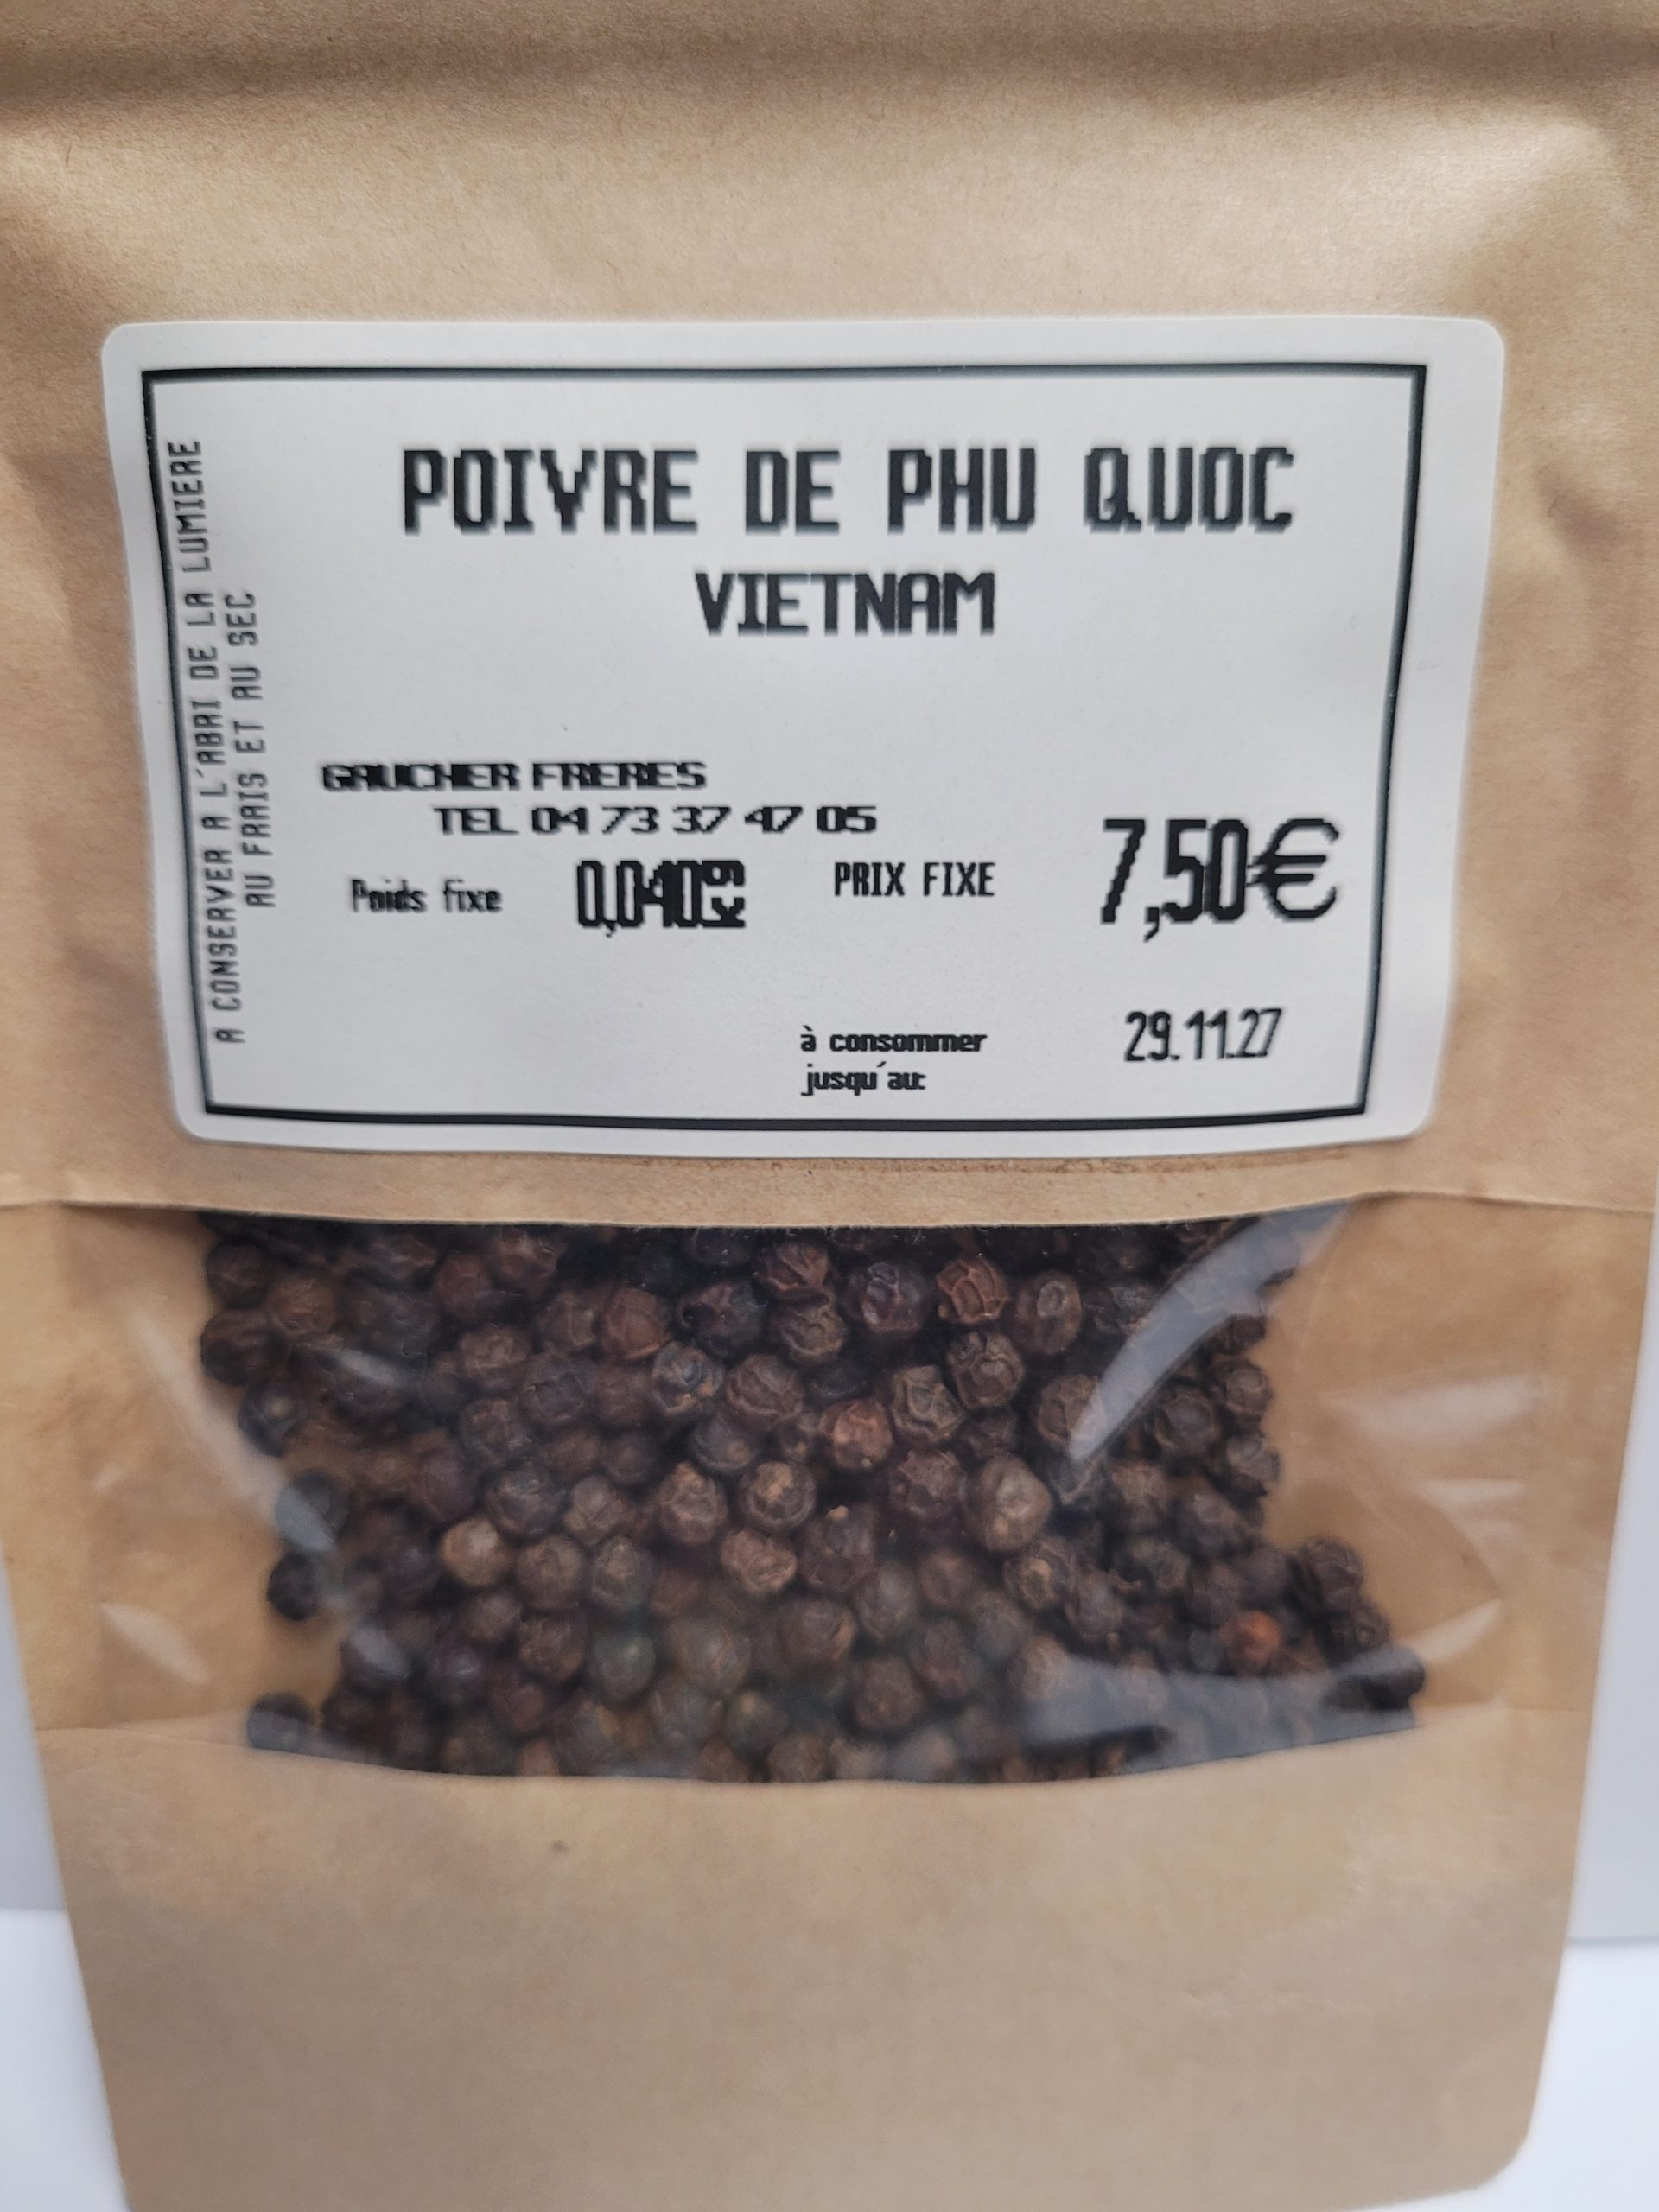 POIVRE DE PHU QUOC
VIETNAM
A CONSERVER A L'ABRI DE LA LUMIERE
AU FRAIS ET AU SEC
GAUCHER FRERES
TEL 04 73 37 47 05
Poids fixe 0,040kg PRIX FIXE 7,50€
à consommer 29.11.27
jusqu'au: